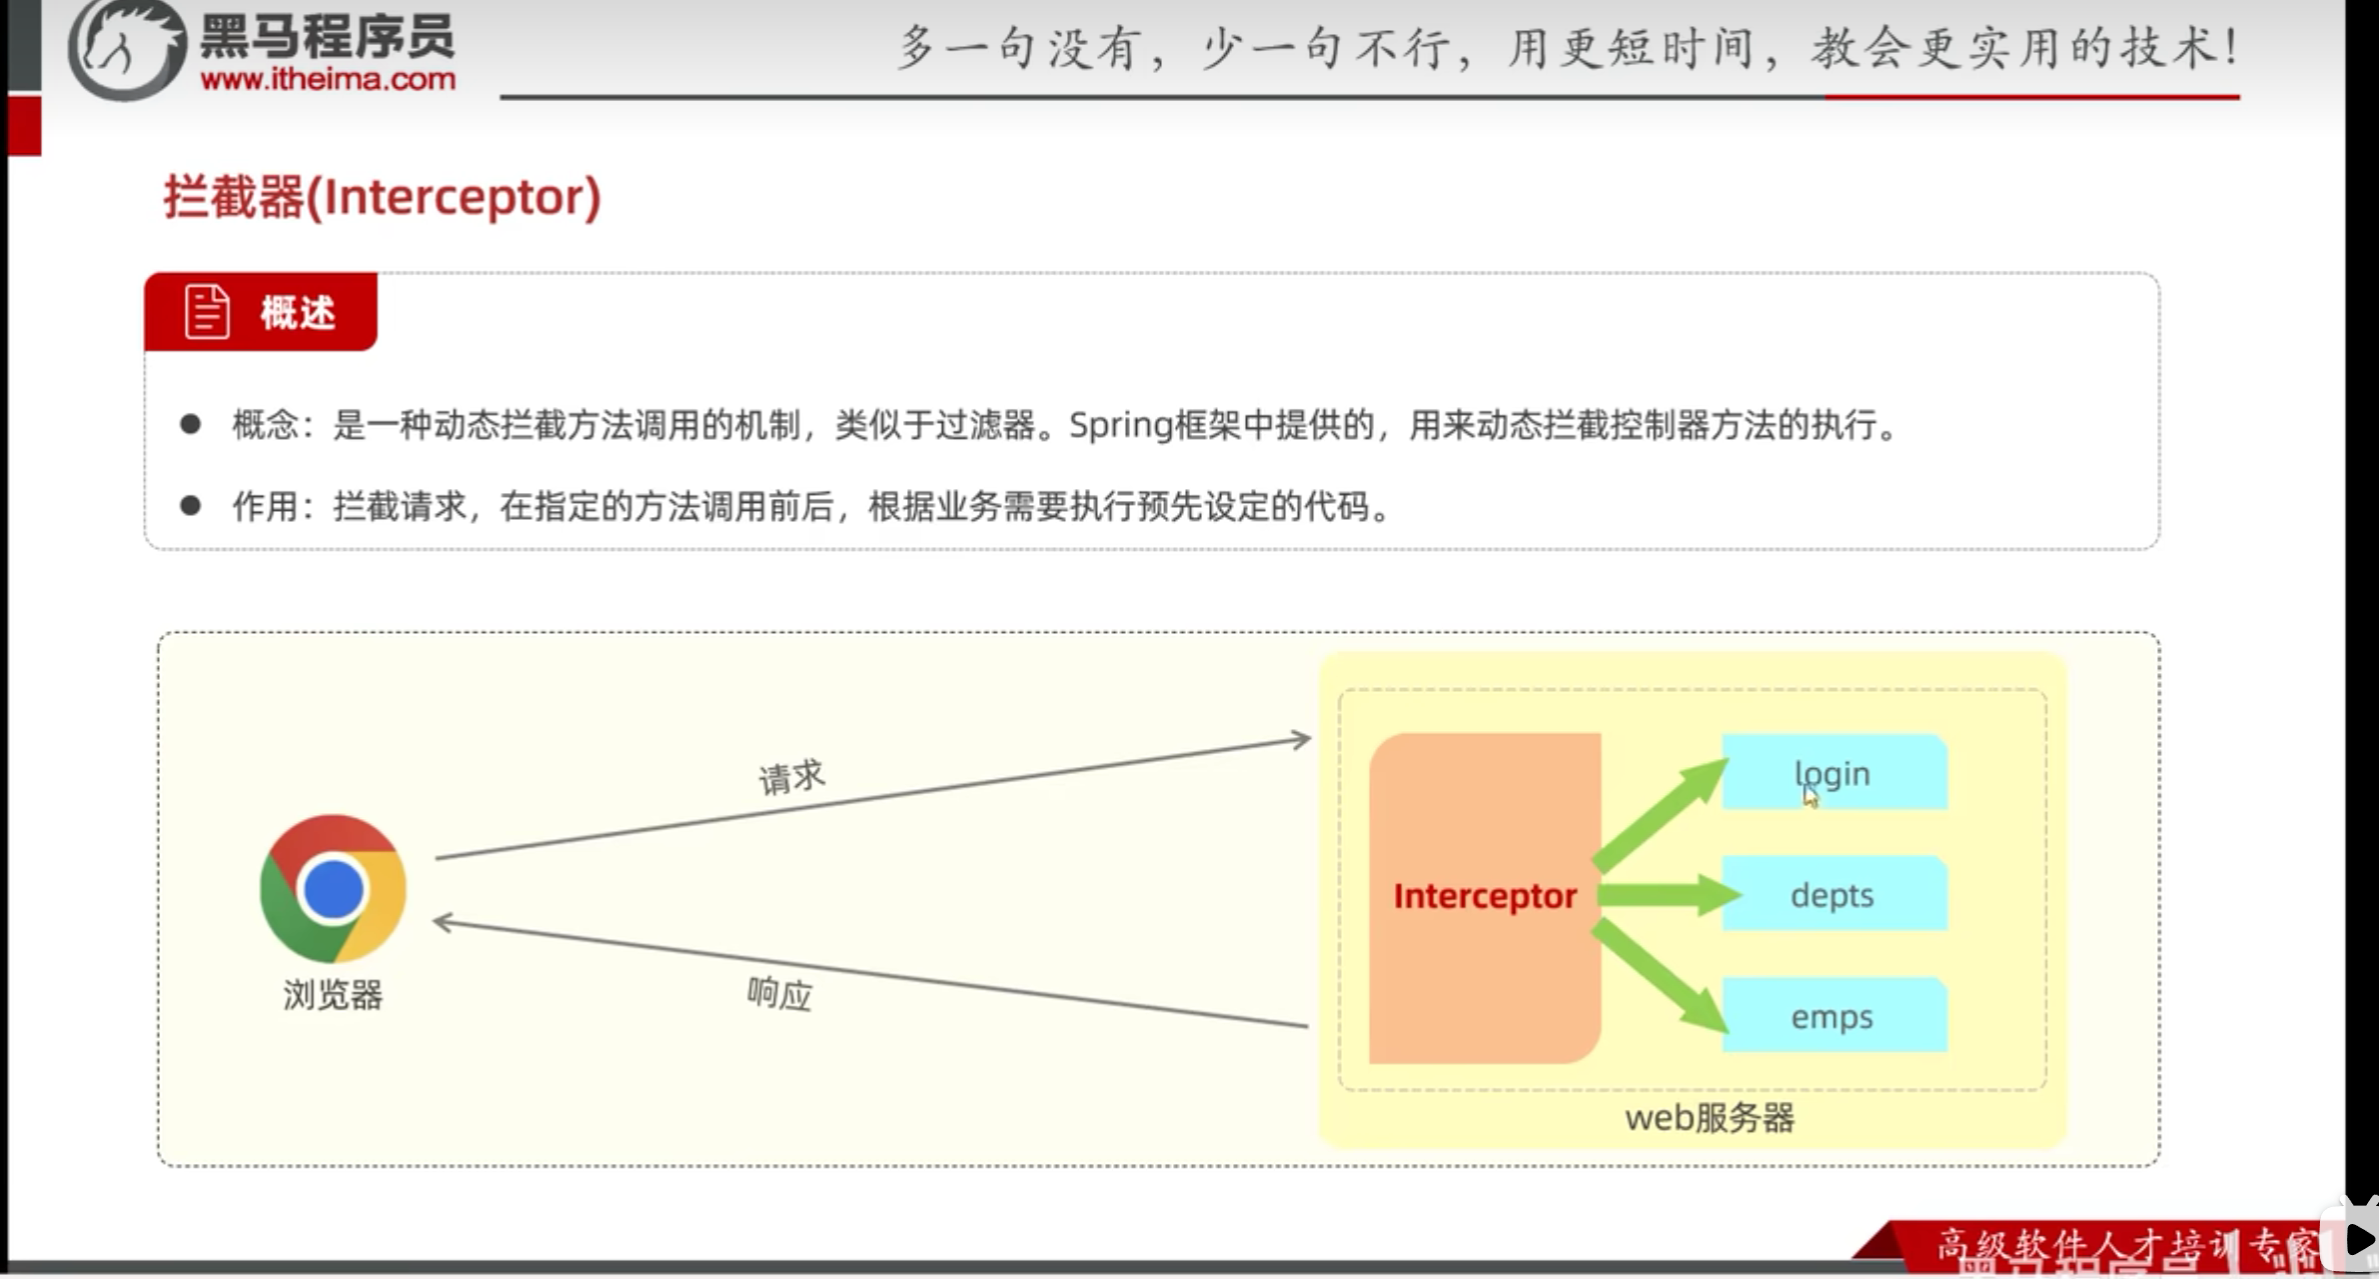 黑马程序员
www.itheima.com
多一句没有，少一句不行，用更短时间，教会更实用的技术！
拦截器(Interceptor)
概述
● 概念：是一种动态拦截方法调用的机制，类似于过滤器。Spring框架中提供的，用来动态拦截控制器方法的执行。
● 作用：拦截请求，在指定的方法调用前后，根据业务需要执行预先设定的代码。
请求
login
Interceptor
depts
浏览器
响应
emps
web服务器
高级软件人才培训专家
黑马程序员